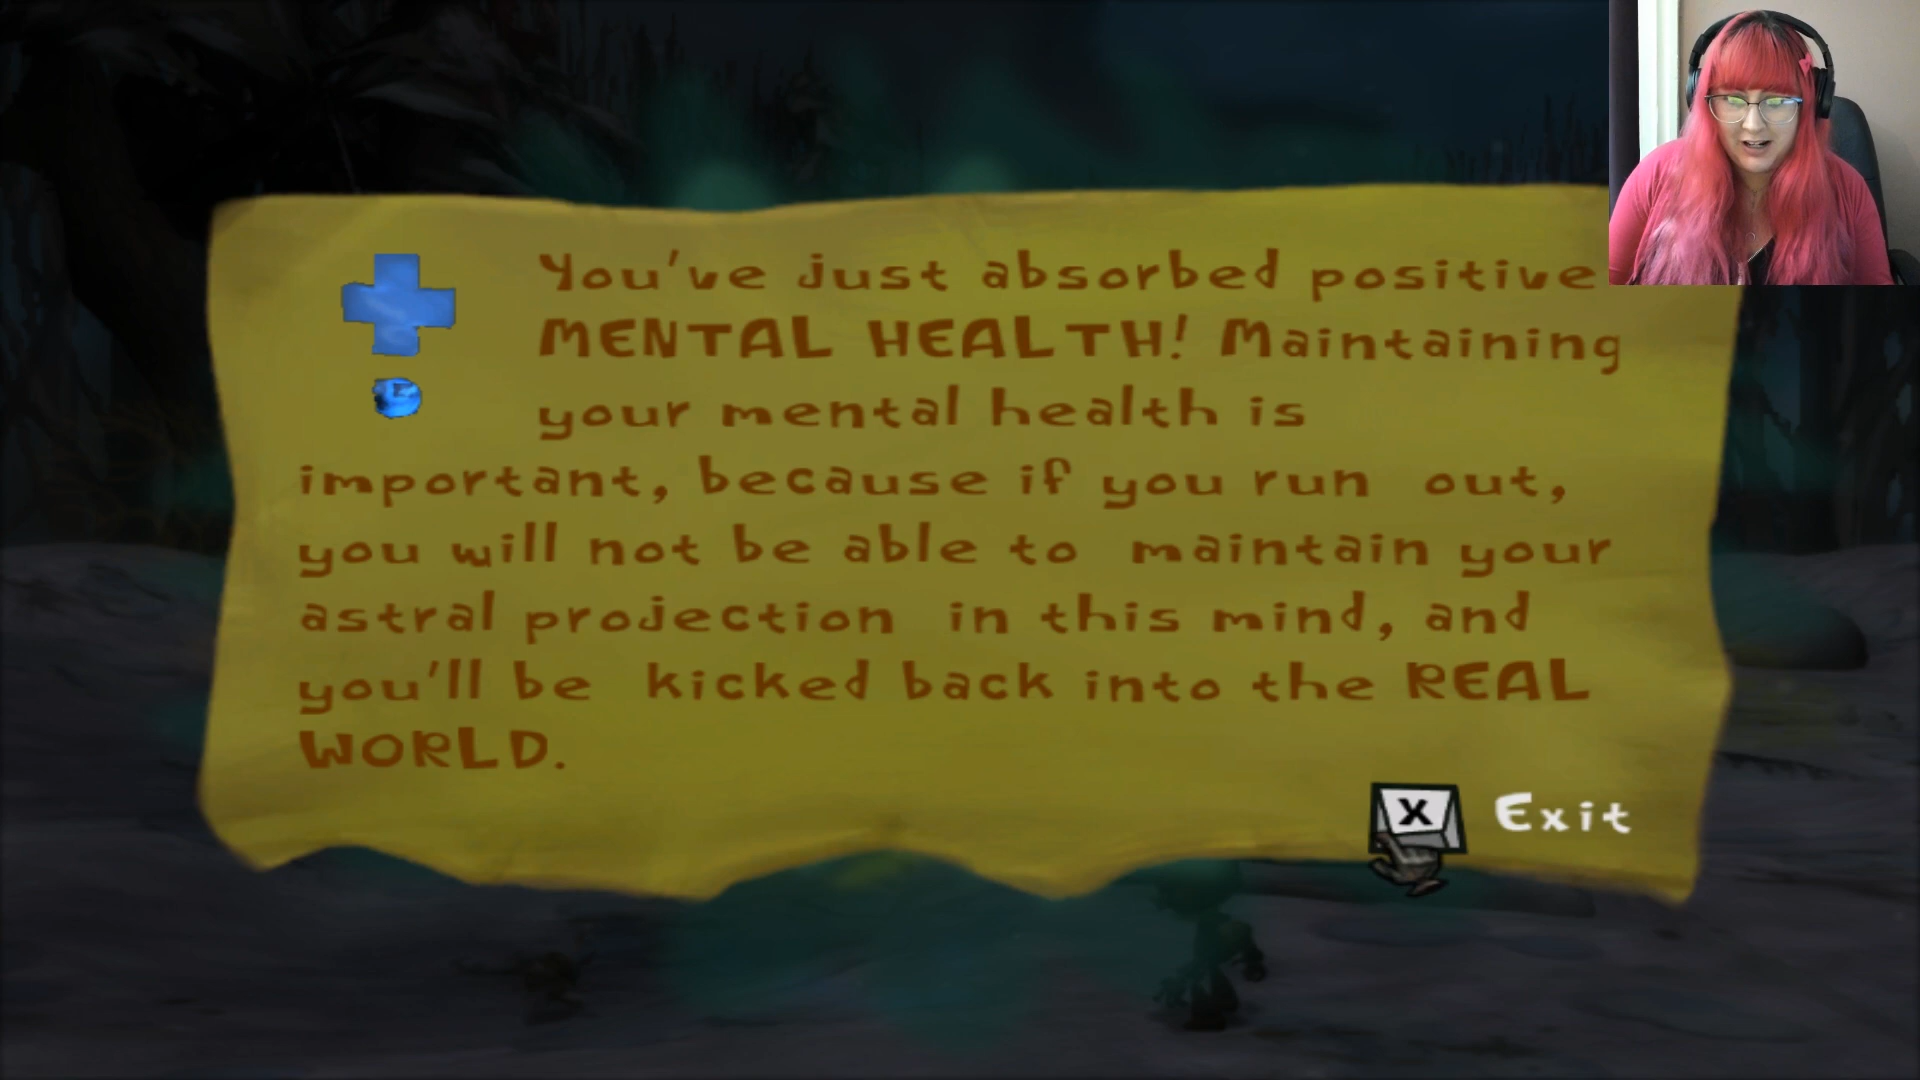 You've just absorbed positive
MENTAL HEALTH! Maintaining
your mental health is
important, because if you run out,
you will not be able to maintain your
astral projection in this mind, and
you'll be kicked back into the REAL
WORLD.
X Exit